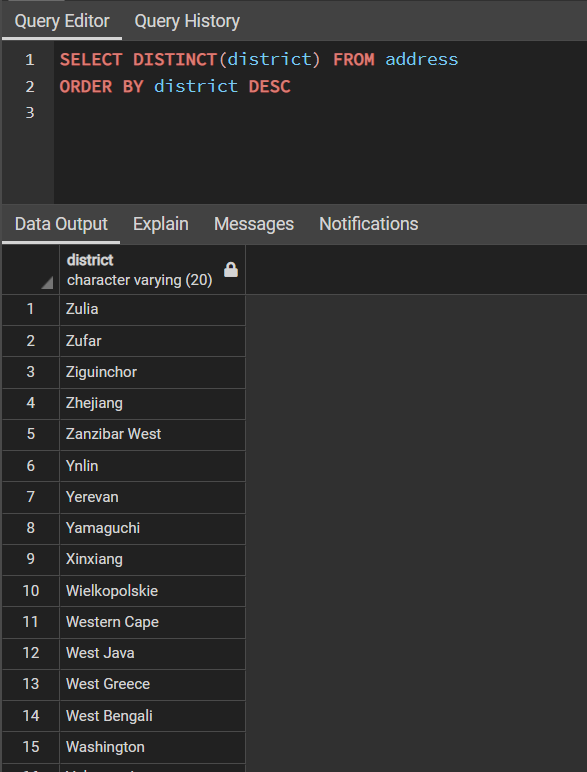 Query Editor Query History
1 SELECT DISTINCT(district) FROM address
2 ORDER BY district DESC
3
Data Output Explain Messages Notifications
district
character varying (20)
1 Zulia
2 Zufar
3 Ziguinchor
4 Zhejiang
5 Zanzibar West
6 Ynlin
7 Yerevan
8 Yamaguchi
9 Xinxiang
10 Wielkopolskie
11 Western Cape
12 West Java
13 West Greece
14 West Bengali
15 Washington